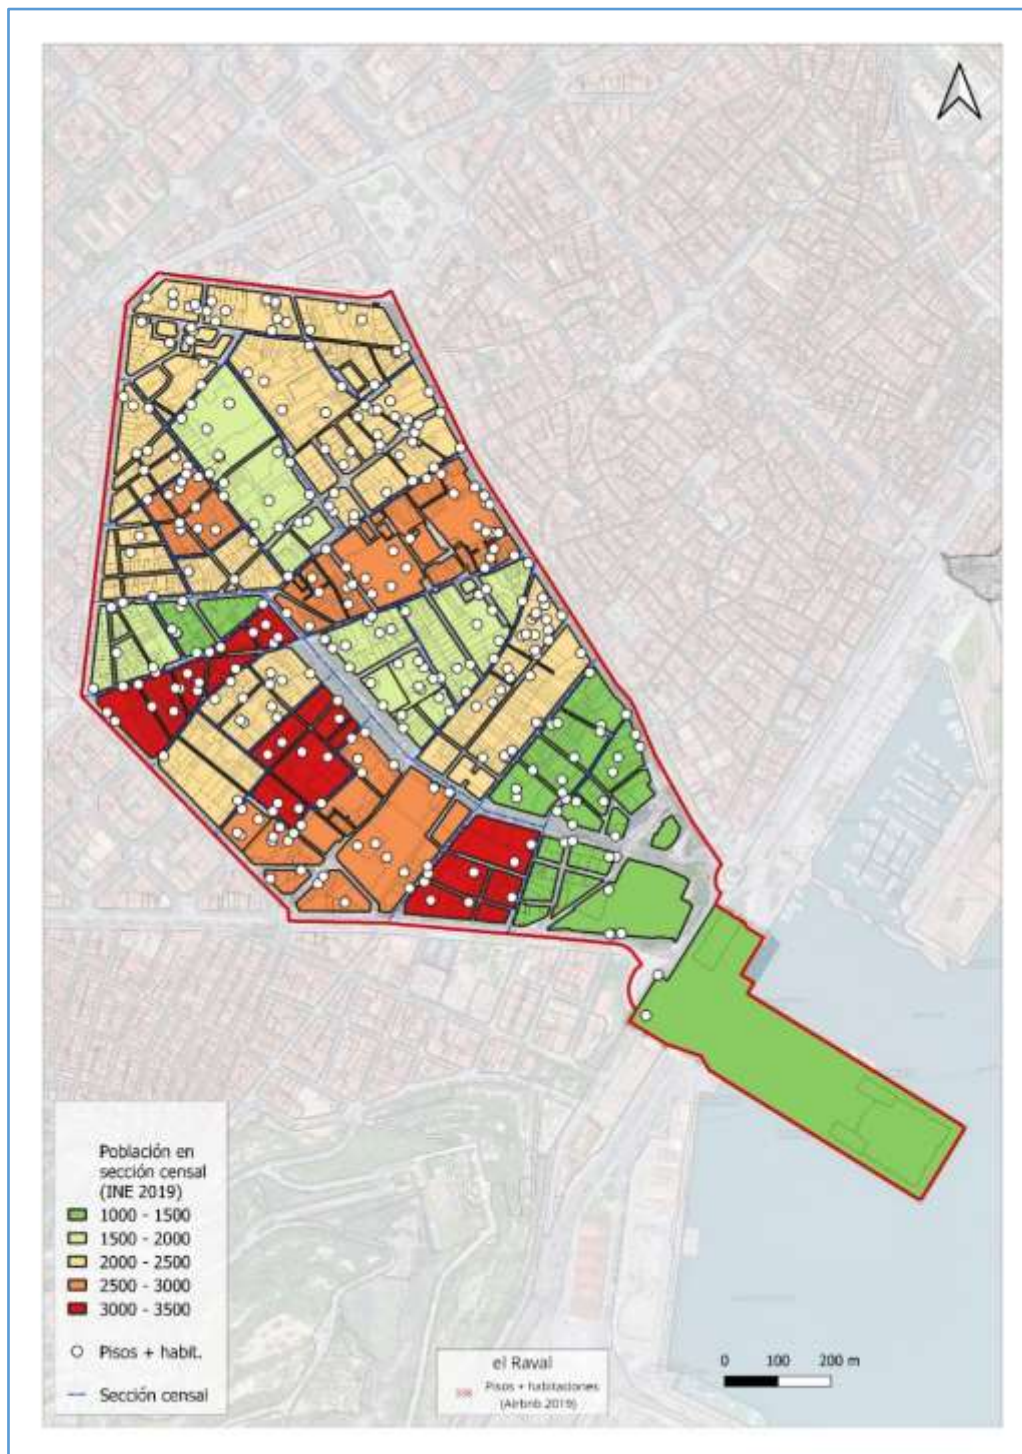 Población en
sección censal
(INE 2019)
1000 - 1500
1500 - 2000
2000 - 2500
2500 - 3000
3000 - 3500
Pisos + habit.
Sección censal
el Raval
Pisos + habitaciones
(Airbnb 2019)
0 100 200 m